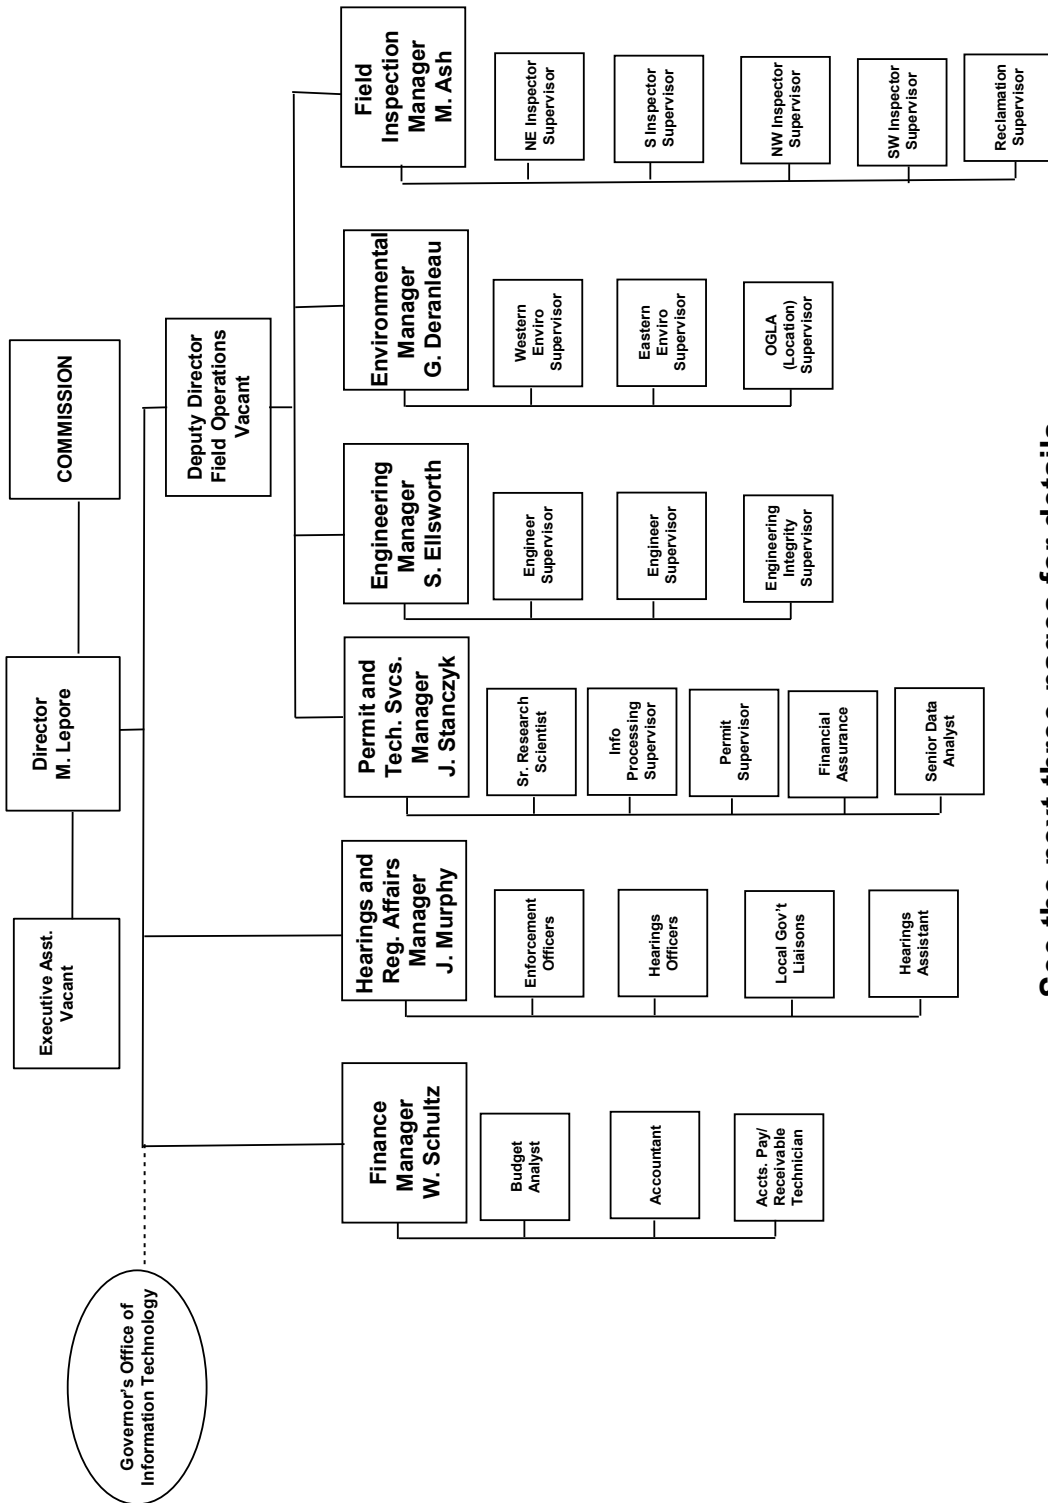 Governor's Office of
Information Technology
Executive Asst.
Vacant
Director
M. Lepore
COMMISSION
Deputy Director
Field Operations
Vacant
Finance
Manager
W. Schultz
Budget
Analyst
Accountant
Accts. Pay/
Receivable
Technician
Hearings and
Reg. Affairs
Manager
J. Murphy
Enforcement
Officers
Hearings
Officers
Local Gov't
Liaisons
Hearings
Assistant
Permit and
Tech. Svcs.
Manager
J. Stanczyk
Sr. Research
Scientist
Info
Processing
Supervisor
Permit
Supervisor
Financial
Assurance
Senior Data
Analyst
Engineering
Manager
S. Ellsworth
Engineer
Supervisor
Engineer
Supervisor
Engineering
Integrity
Supervisor
Environmental
Manager
G. Deranleau
Western
Enviro
Supervisor
Eastern
Enviro
Supervisor
OGLA
(Location)
Supervisor
Field
Inspection
Manager
M. Ash
NE Inspector
Supervisor
S Inspector
Supervisor
NW Inspector
Supervisor
SW Inspector
Supervisor
Reclamation
Supervisor
See the next three pages for details